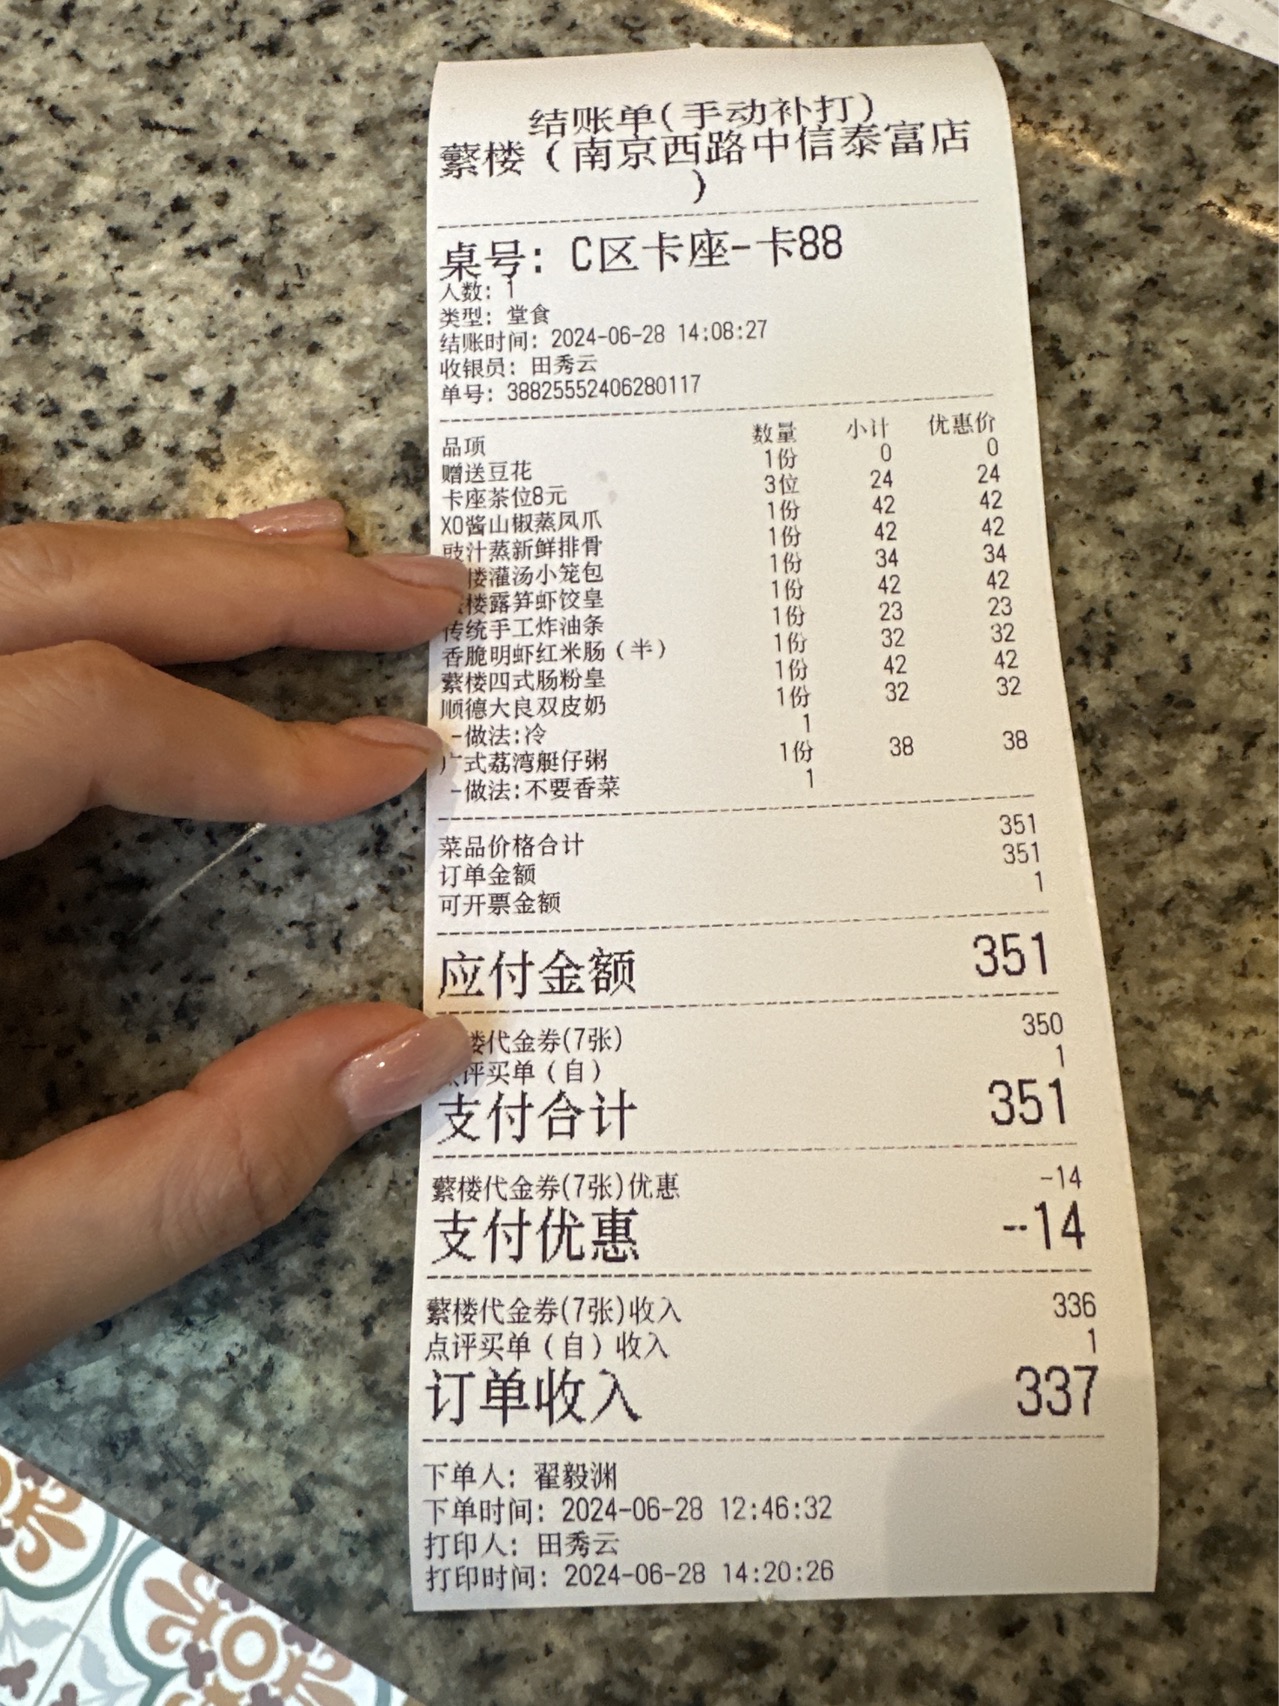 结账单(手动补打)
蘩楼（南京西路中信泰富店
）
桌号: C区卡座-卡88
人数: 1
类型: 堂食
结账时间: 2024-06-28 14:08:27
收银员: 田秀云
单号: 38825552406280117
品项 数量 小计 优惠价
赠送豆花 1份 0 0
卡座茶位8元 3位 24 24
XO酱山椒蒸凤爪 1份 42 42
豉汁蒸新鲜排骨 1份 42 42
楼灌汤小笼包 1份 34 34
楼露笋虾饺皇 1份 42 42
传统手工炸油条 1份 23 23
香脆明虾红米肠（半） 1份 32 32
蘩楼四式肠粉皇 1份 42 42
顺德大良双皮奶 1份 32 32
-做法:冷 1
广式荔湾艇仔粥 1份 38 38
-做法:不要香菜 1
菜品价格合计 351
订单金额 351
可开票金额 1
应付金额 351
楼代金券(7张) 350
点评买单（自） 1
支付合计 351
蘩楼代金券(7张)优惠 -14
支付优惠 --14
蘩楼代金券(7张)收入 336
点评买单（自）收入 1
订单收入 337
下单人: 翟毅渊
下单时间: 2024-06-28 12:46:32
打印人: 田秀云
打印时间: 2024-06-28 14:20:26